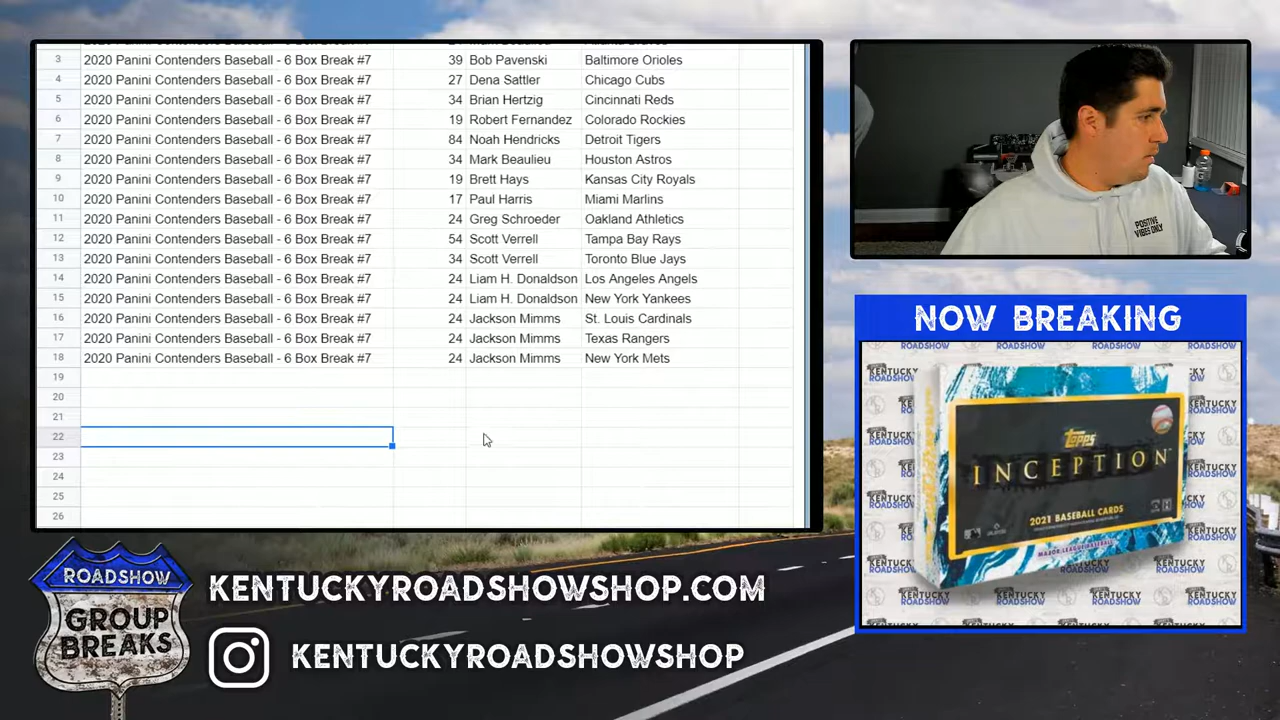 3 2020 Panini Contenders Baseball - 6 Box Break #7 39 Bob Pavenski Baltimore Orioles
4 2020 Panini Contenders Baseball - 6 Box Break #7 27 Dena Sattler Chicago Cubs
5 2020 Panini Contenders Baseball - 6 Box Break #7 34 Brian Hertzig Cincinnati Reds
6 2020 Panini Contenders Baseball - 6 Box Break #7 19 Robert Fernandez Colorado Rockies
7 2020 Panini Contenders Baseball - 6 Box Break #7 84 Noah Hendricks Detroit Tigers
8 2020 Panini Contenders Baseball - 6 Box Break #7 34 Mark Beaulieu Houston Astros
9 2020 Panini Contenders Baseball - 6 Box Break #7 19 Brett Hays Kansas City Royals
10 2020 Panini Contenders Baseball - 6 Box Break #7 17 Paul Harris Miami Marlins
11 2020 Panini Contenders Baseball - 6 Box Break #7 24 Greg Schroeder Oakland Athletics
12 2020 Panini Contenders Baseball - 6 Box Break #7 54 Scott Verrell Tampa Bay Rays
13 2020 Panini Contenders Baseball - 6 Box Break #7 34 Scott Verrell Toronto Blue Jays
14 2020 Panini Contenders Baseball - 6 Box Break #7 24 Liam H. Donaldson Los Angeles Angels
15 2020 Panini Contenders Baseball - 6 Box Break #7 24 Liam H. Donaldson New York Yankees
16 2020 Panini Contenders Baseball - 6 Box Break #7 24 Jackson Mimms St. Louis Cardinals
17 2020 Panini Contenders Baseball - 6 Box Break #7 24 Jackson Mimms Texas Rangers
18 2020 Panini Contenders Baseball - 6 Box Break #7 24 Jackson Mimms New York Mets
19
20
21
22
23
24
25
26
POSITIVE
VIBES ONLY
NOW BREAKING
KENTUCKY
ROADSHOW
topps
INCEPTION
2021 BASEBALL CARDS
MAJOR LEAGUE BASEBALL
ROADSHOW
GROUP
BREAKS
KENTUCKYROADSHOWSHOP.COM
KENTUCKYROADSHOWSHOP